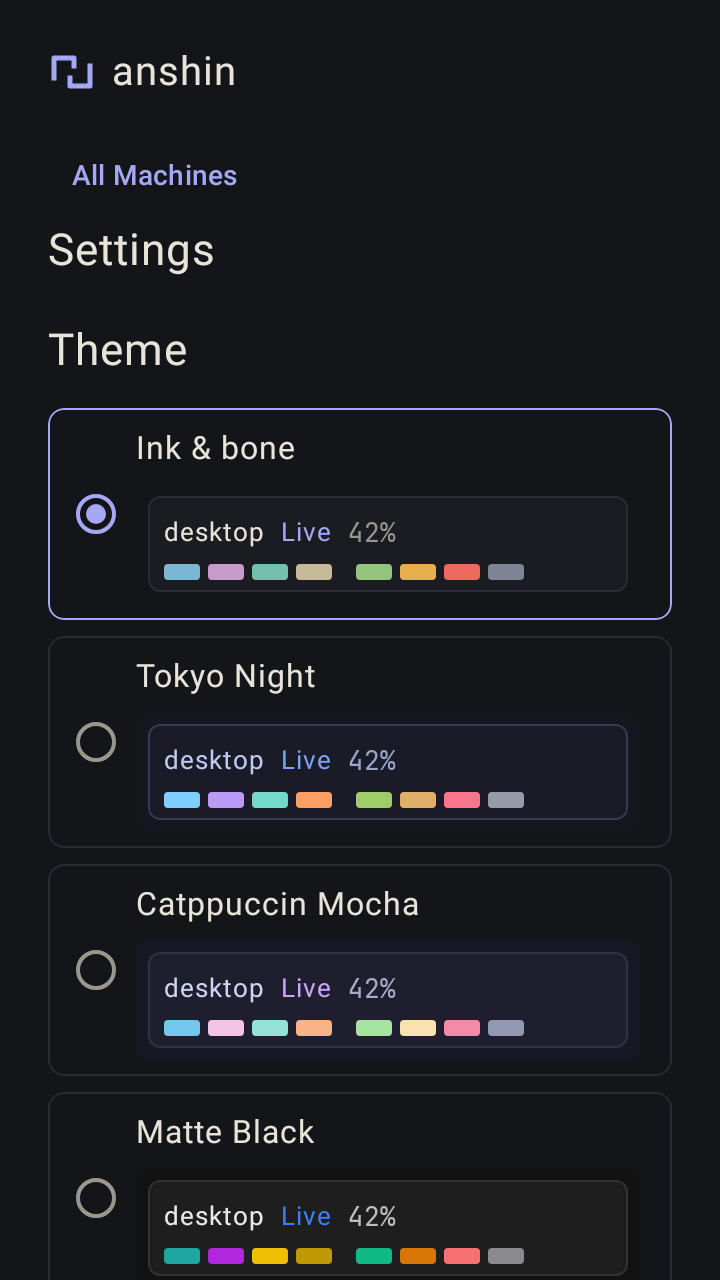 anshin
All Machines
Settings
Theme
Ink & bone
desktop Live 42%
Tokyo Night
desktop Live 42%
Catppuccin Mocha
desktop Live 42%
Matte Black
desktop Live 42%